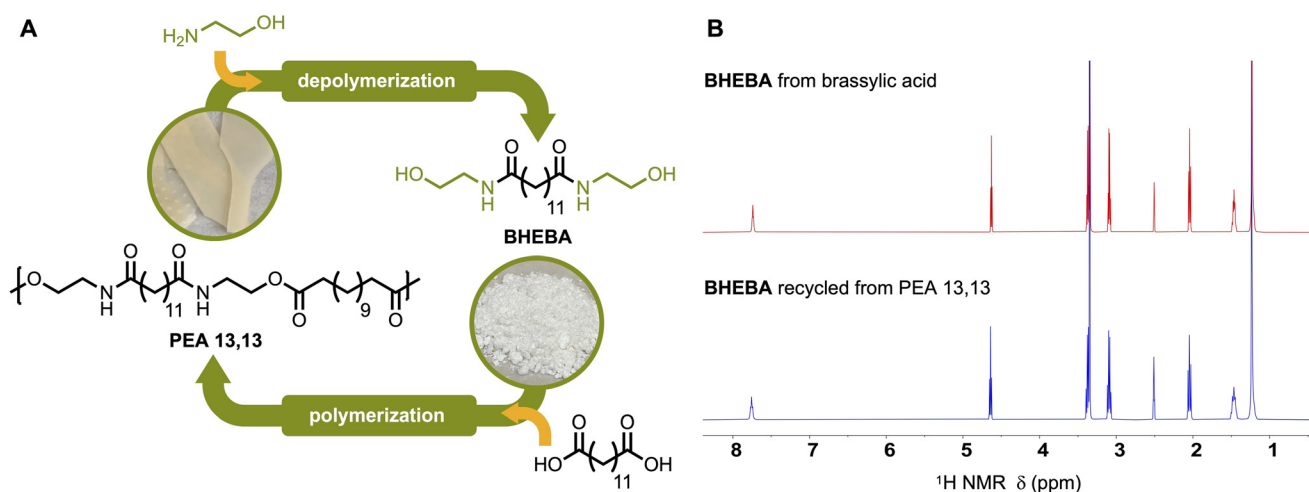 A
H₂N
OH
depolymerization
O
O
HO
N
H
11
N
H
OH
BHEBA
O
N
H
O
11
O
N
H
O
O
9
O
PEA 13,13
polymerization
O
O
HO
11
OH
B
BHEBA from brassylic acid
BHEBA recycled from PEA 13,13
8 7 6 5 4 3 2 1
¹H NMR δ (ppm)